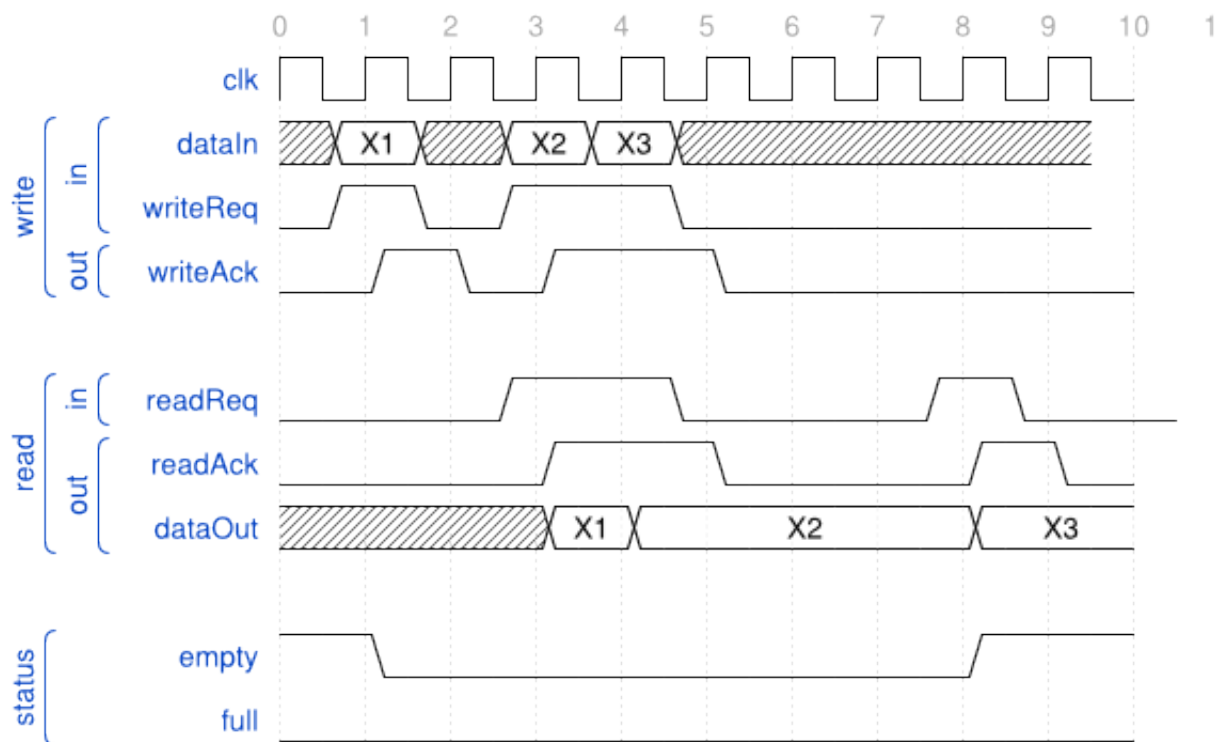 0 1 2 3 4 5 6 7 8 9 10 1
clk
write
in
dataIn X1 X2 X3
writeReq
out
writeAck
read
in
readReq
out
readAck
dataOut X1 X2 X3
status
empty
full